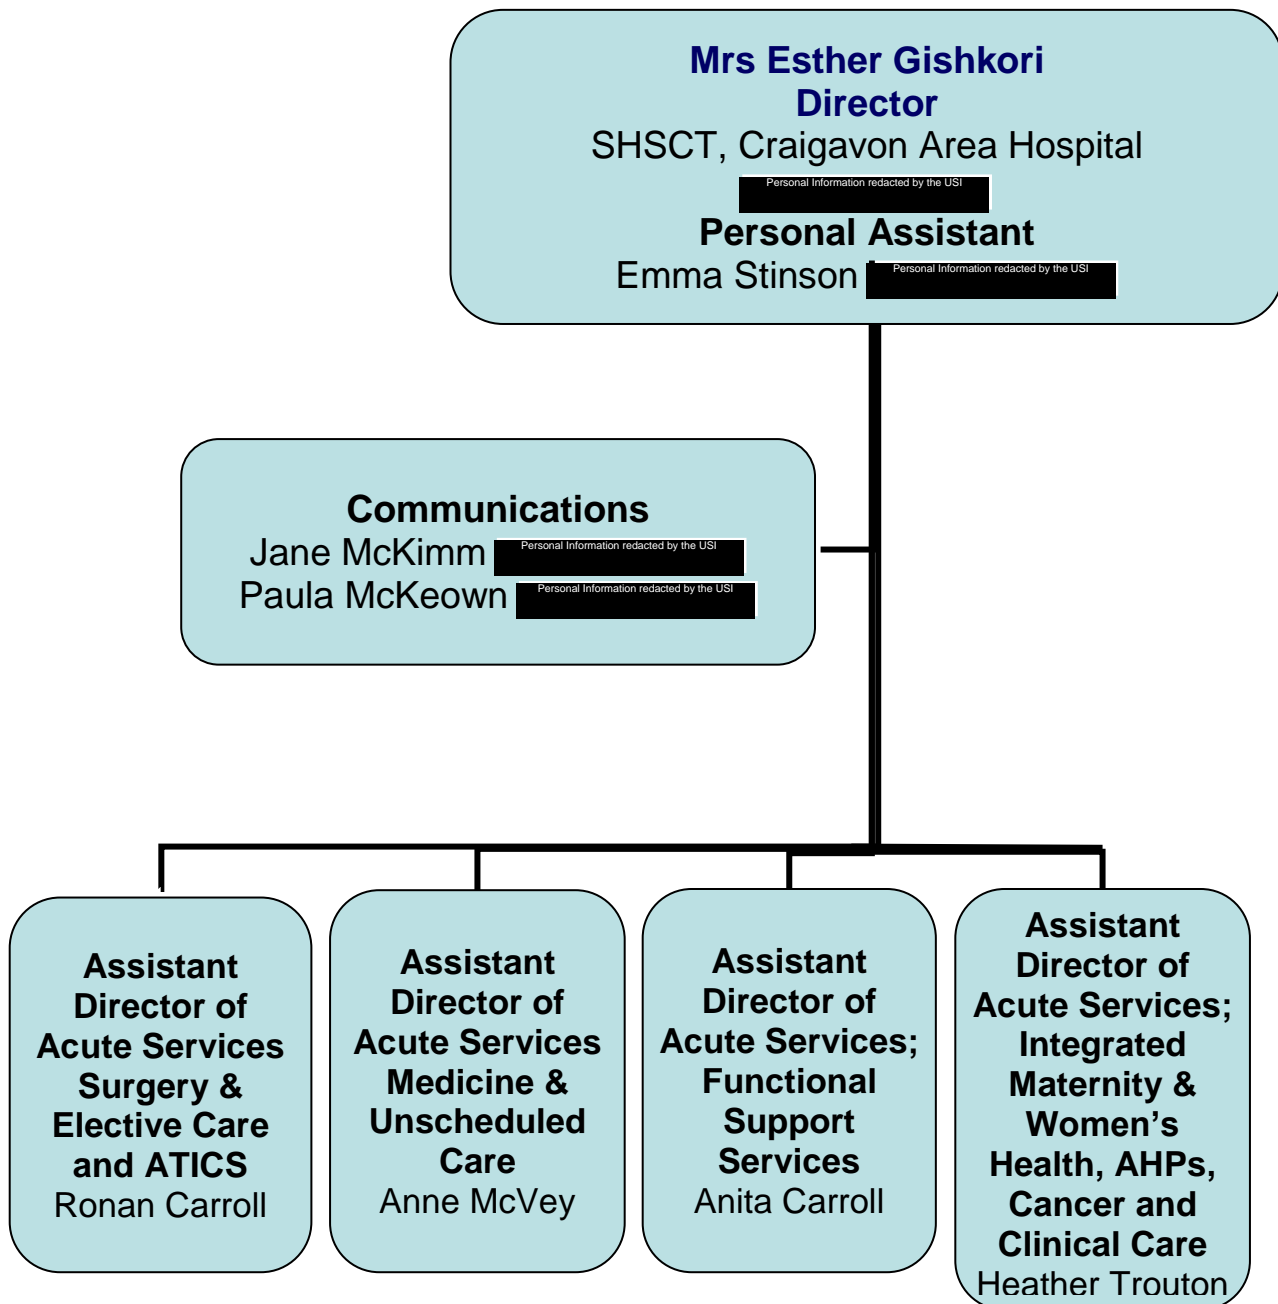 Mrs Esther Gishkori
Director
SHSCT, Craigavon Area Hospital
Personal Information redacted by the USI
Personal Assistant
Emma Stinson Personal Information redacted by the USI
Communications
Jane McKimm Personal Information redacted by the USI
Paula McKeown Personal Information redacted by the USI
Assistant
Director of
Acute Services
Surgery &
Elective Care
and ATICS
Ronan Carroll
Assistant
Director of
Acute Services
Medicine &
Unscheduled
Care
Anne McVey
Assistant
Director of
Acute Services;
Functional
Support
Services
Anita Carroll
Assistant
Director of
Acute Services;
Integrated
Maternity &
Women’s
Health, AHPs,
Cancer and
Clinical Care
Heather Trouton